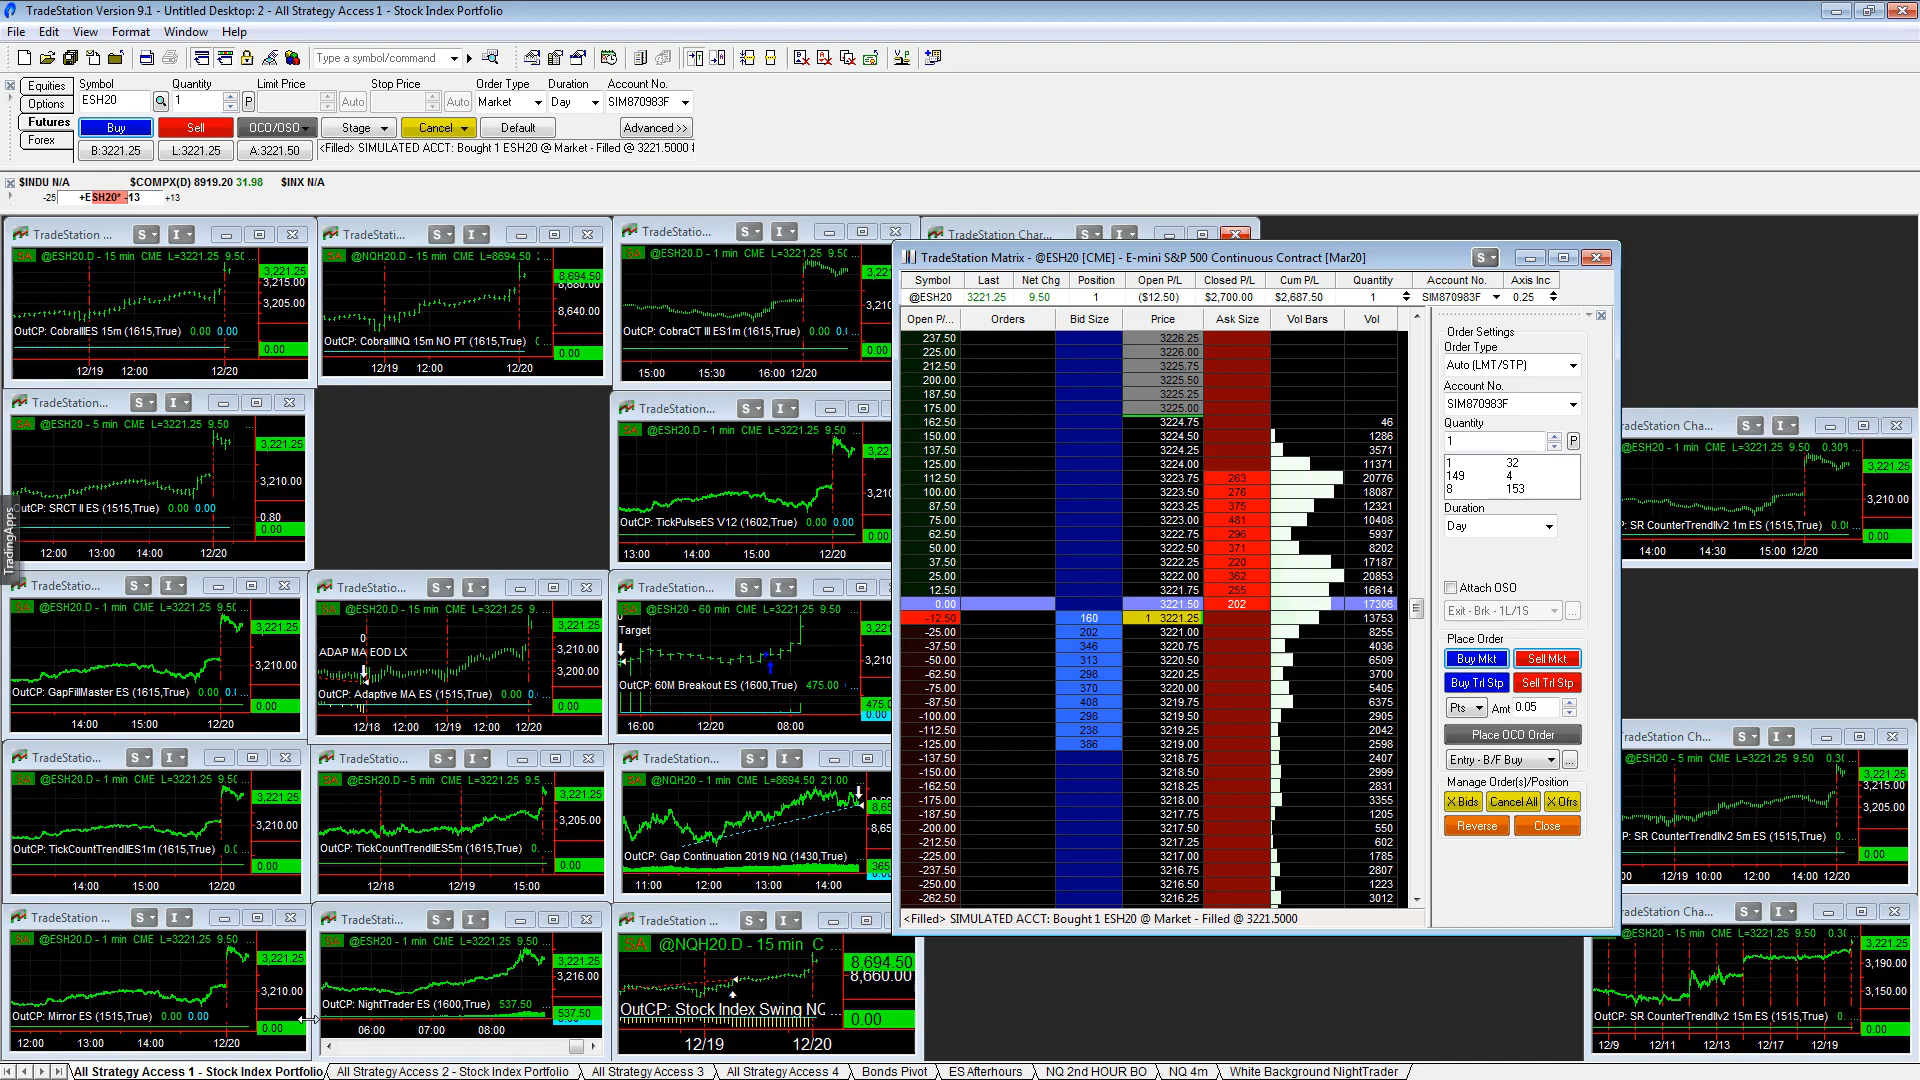 TradeStation Version 9.1 - Untitled Desktop: 2 - All Strategy Access 1 - Stock Index Portfolio
File Edit View Format Window Help
Type a symbol/command
Equities
Options
Futures
Forex
Symbol Quantity Limit Price Stop Price Order Type Duration Account No.
ESH20 1 Auto Auto Market Day SIM870983F
Buy Sell OCO/OSO Stage Cancel Default Advanced >>
B:3221.25 L:3221.25 A:3221.50 <Filled> SIMULATED ACCT: Bought 1 ESH20 @ Market - Filled @ 3221.5000
$INDU N/A $COMPX(D) 8919.20 31.98 $INX N/A
-25 +ESH20* -13 +13
TradingApps
TradeStation ...
@ESH20.D - 15 min CME L=3221.25 9.50 ...
3,221.25
3,215.00
3,205.00
OutCP: CobraIIIES 15m (1615,True) 0.00 0.00
0.00
12/19 12:00 12/20
TradeStati...
@NQH20.D - 15 min CME L=8694.50 2...
8,694.50
8,680.00
8,640.00
OutCP: CobraIIINQ 15m NO PT (1615,True) 0.00
0.00
12/19 12:00 12/20
TradeStation...
@ESH20.D - 1 min CME L=3221.25 9.50 ...
OutCP: CobraCT III ES1m (1615,True) 0.00 0.00
0.00
15:00 15:30 16:00 12/20
TradeStation Char...
TradeStation...
@ESH20 - 5 min CME L=3221.25 9.50 ...
3,221.25
3,210.00
OutCP: SRCT II ES (1515,True) 0.00 0.00
0.80
0.00
12:00 13:00 14:00 12/20
TradeStation...
@ESH20.D - 1 min CME L=3221.25 9.50 ...
OutCP: TickPulseES V12 (1602,True) 0.00 0.00
0.00
13:00 14:00 15:00 12/20
TradeStation...
@ESH20.D - 1 min CME L=3221.25 9.50 ...
3,221.25
3,210.00
OutCP: GapFillMaster ES (1615,True) 0.00
0.00
14:00 15:00 12/20
TradeStati...
@ESH20.D - 15 min CME L=3221.25 9.50 ...
3,221.25
3,200.00
0
ADAP MA EOD LX
OutCP: Adaptive MA ES (1515,True) 0.00
0.00
12/18 12/19 12/20
TradeStation...
@ESH20 - 60 min CME L=3221.25 9.50 ...
Target
OutCP: 60M Breakout ES (1600,True) 475.00 ...
16:00 12/20 08:00
TradeStation...
@ESH20.D - 1 min CME L=3221.25 9.50 ...
3,221.25
3,210.00
OutCP: TickCountTrendIIES1m (1615,True)
0.00
14:00 15:00 12/20
TradeStati...
@ESH20.D - 5 min CME L=3221.25 9.50 ...
3,221.25
3,205.00
OutCP: TickCountTrendIIES5m (1615,True)
0.00
12/18 12/19 15:00
TradeStation...
@NQH20 - 1 min CME L=8694.50 21.00 ...
OutCP: Gap Continuation 2019 NQ (1430,True)
11:00 12:00 13:00 14:00
TradeStation ...
@ESH20.D - 1 min CME L=3221.25 9.50 ...
3,221.25
3,210.00
OutCP: Mirror ES (1515,True) 0.00 0.00
0.00
12:00 13:00 14:00 12/20
TradeStati...
@ESH20 - 1 min CME L=3221.25 9.50 ...
3,221.25
3,216.00
OutCP: NightTrader ES (1600,True) 537.50
537.50
06:00 07:00 08:00
TradeStation ...
@NQH20.D - 15 min C ...
8,694.50
8,660.00
OutCP: Stock Index Swing NQ ...
0.00
12/19 12/20
TradeStation Matrix - @ESH20 [CME] - E-mini S&P 500 Continuous Contract [Mar20]
Symbol Last Net Chg Position Open P/L Closed P/L Cum P/L Quantity Account No. Axis Inc
@ESH20 3221.25 9.50 1 ($12.50) $2,700.00 $2,687.50 1 SIM870983F 0.25
Open P/... Orders Bid Size Price Ask Size Vol Bars Vol
237.50 3226.25
225.00 3226.00
212.50 3225.75
200.00 3225.50
187.50 3225.25
175.00 3225.00
162.50 3224.75 46
150.00 3224.50 1286
137.50 3224.25 3571
125.00 3224.00 11371
112.50 3223.75 263 20776
100.00 3223.50 276 18087
87.50 3223.25 375 12321
75.00 3223.00 481 10408
62.50 3222.75 296 5937
50.00 3222.50 371 8202
37.50 3222.25 220 17187
25.00 3222.00 362 20853
12.50 3221.75 255 16614
0.00 3221.50 202 17306
-12.50 160 1 3221.25 13753
-25.00 202 3221.00 8255
-37.50 346 3220.75 4036
-50.00 313 3220.50 6509
-62.50 298 3220.25 3700
-75.00 370 3220.00 5405
-87.50 408 3219.75 6375
-100.00 298 3219.50 2905
-112.50 238 3219.25 2042
-125.00 386 3219.00 2598
-137.50 3218.75 2407
-150.00 3218.50 2999
-162.50 3218.25 2831
-175.00 3218.00 3355
-187.50 3217.75 1205
-200.00 3217.50 550
-212.50 3217.25 602
-225.00 3217.00 1785
-237.50 3216.75 2807
-250.00 3216.50 1223
-262.50 3216.25 3012
<Filled> SIMULATED ACCT: Bought 1 ESH20 @ Market - Filled @ 3221.5000
Order Settings
Order Type
Auto (LMT/STP)
Account No.
SIM870983F
Quantity
1 P
1 32
149 4
8 153
Duration
Day
Attach OSO
Exit - Brk - 1L/1S ...
Place Order
Buy Mkt Sell Mkt
Buy Trl Stp Sell Trl Stp
Pts Amt 0.05
Place OCO Order
Entry - B/F Buy ...
Manage Order(s)/Position
X Bids Cancel All X Ofrs
Reverse Close
radeStation Cha...
@ESH20 - 1 min CME L=3221.25 9.50 0.30%
3,221.25
3,210.00
P: SR CounterTrendIIv2 1m ES (1515,True)
0.00
14:00 14:30 15:00 12/20
radeStation Ch...
@ESH20 - 5 min CME L=3221.25 9.50
3,221.25
3,215.00
3,205.00
P: SR CounterTrendIIv2 5m ES (1515,True)
0.00
12/19 10:00 12:00 14:00 12/20
TradeStation Cha...
@ESH20 - 15 min CME L=3221.25 9.50
3,221.25
3,190.00
3,150.00
OutCP: SR CounterTrendIIv2 15m ES (1515,True)
0.00
12/9 12/11 12/13 12/17 12/19
All Strategy Access 1 - Stock Index Portfolio All Strategy Access 2 - Stock Index Portfolio All Strategy Access 3 All Strategy Access 4 Bonds Pivot ES Afterhours NQ 2nd HOUR BO NQ 4m White Background NightTrader